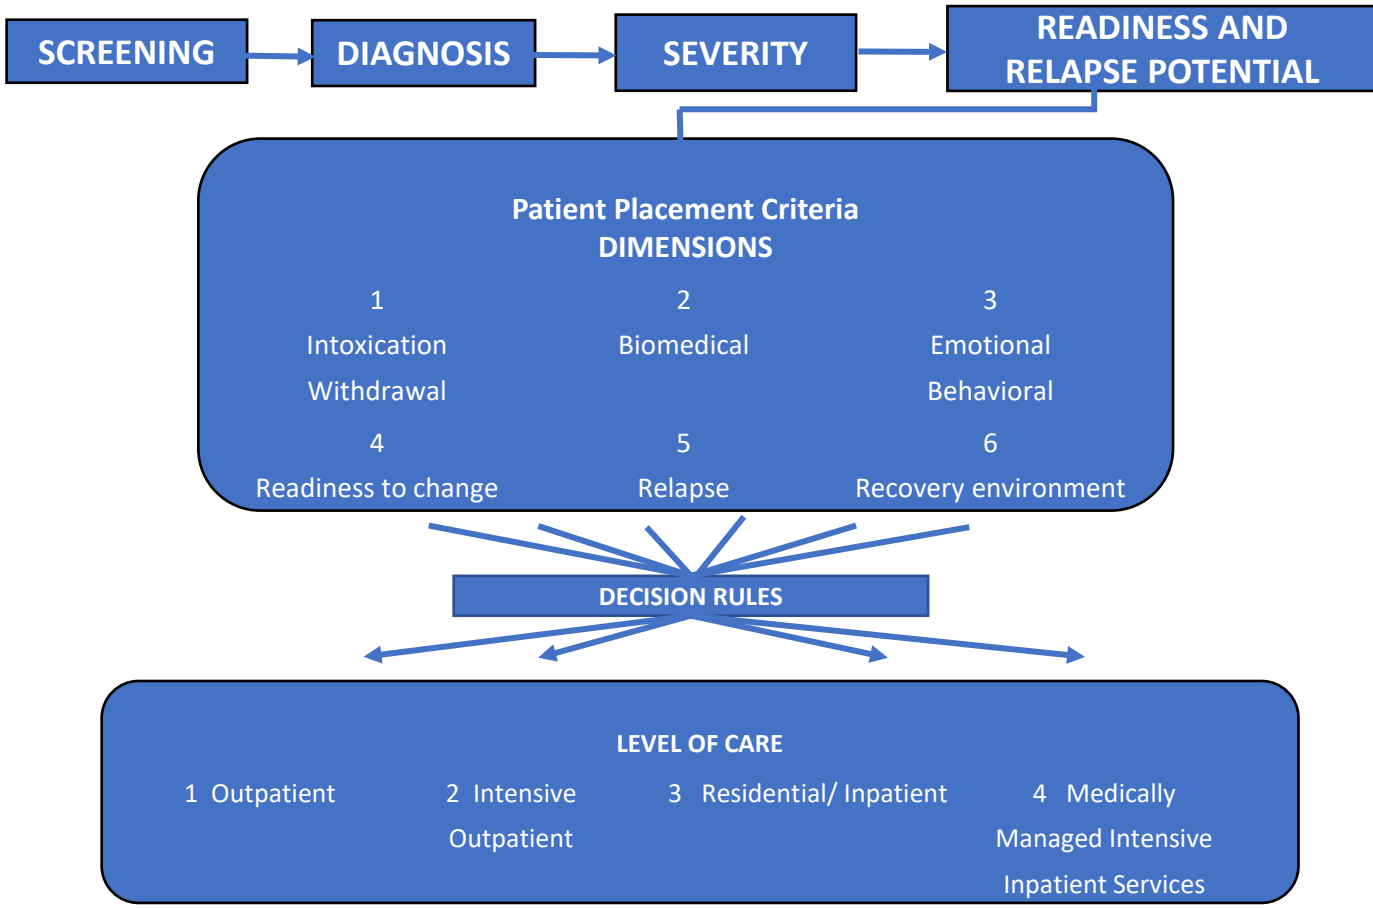 SCREENING
DIAGNOSIS
SEVERITY
READINESS AND
RELAPSE POTENTIAL
Patient Placement Criteria
DIMENSIONS
1
Intoxication
Withdrawal
2
Biomedical
3
Emotional
Behavioral
4
Readiness to change
5
Relapse
6
Recovery environment
DECISION RULES
LEVEL OF CARE
1 Outpatient
2 Intensive
Outpatient
3 Residential/ Inpatient
4 Medically
Managed Intensive
Inpatient Services